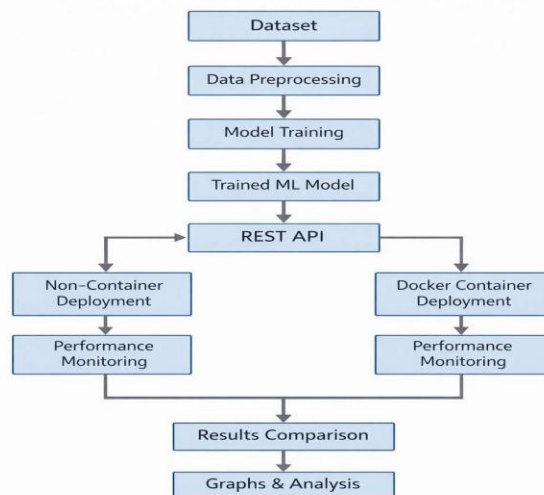 Dataset
Data Preprocessing
Model Training
Trained ML Model
REST API
Non-Container
Deployment
Docker Container
Deployment
Performance
Monitoring
Performance
Monitoring
Results Comparison
Graphs & Analysis